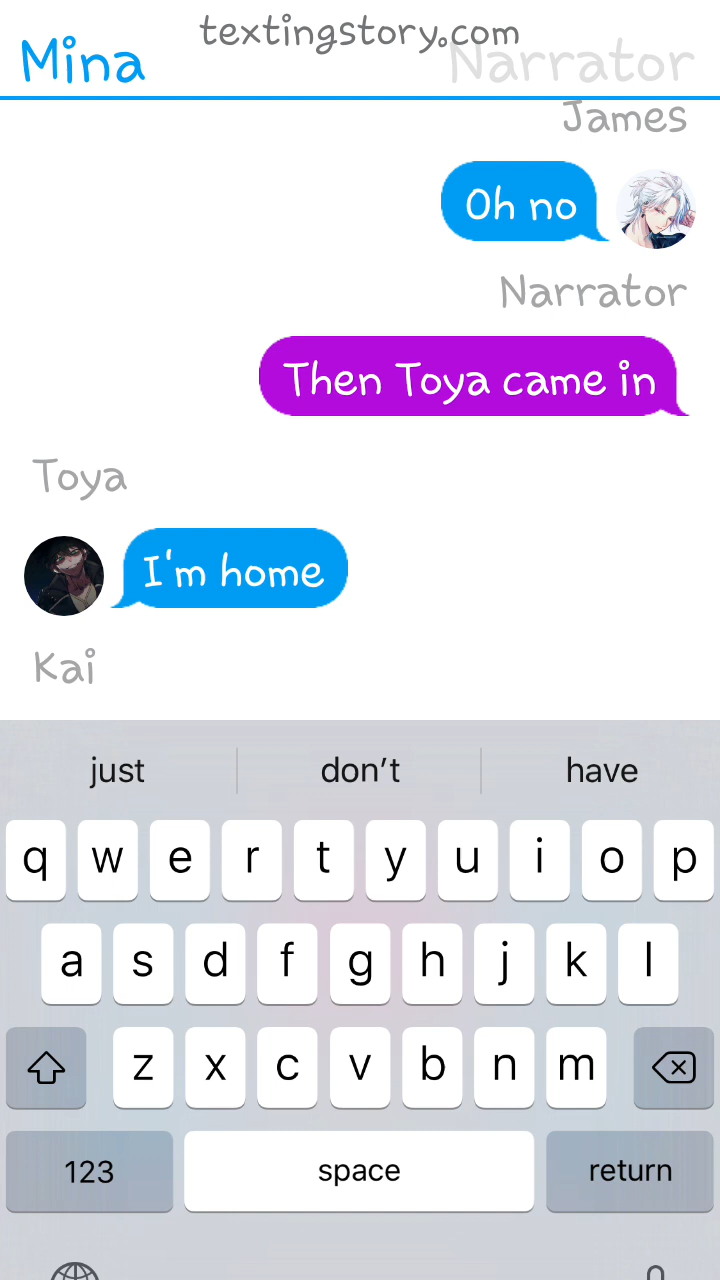 textingstory.com
Mina Narrator
James
Oh no
Narrator
Then Toya came in
Toya
I'm home
Kai
just don't have
q w e r t y u i o p
a s d f g h j k l
z x c v b n m
123 space return